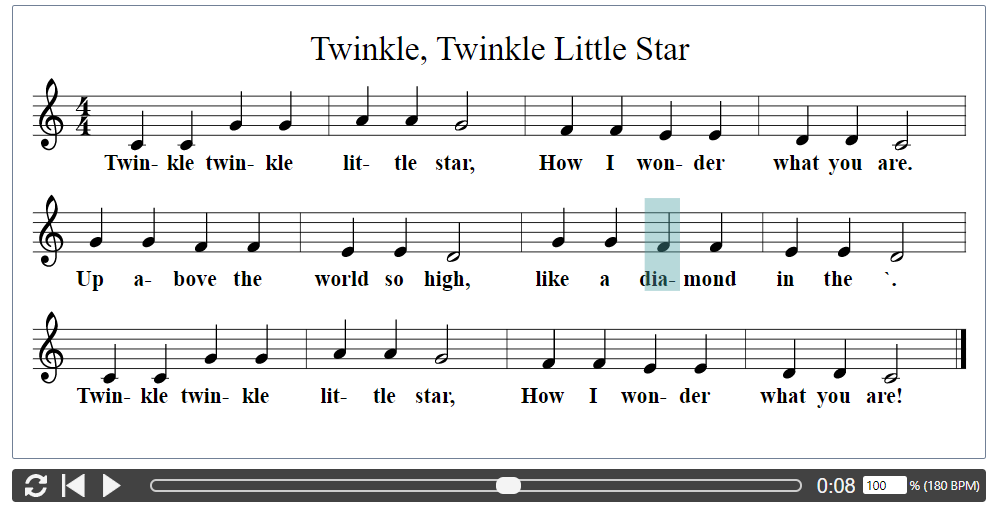 Twinkle, Twinkle Little Star
4
4
Twin- kle twin- kle lit- tle star, How I won- der what you are.
Up a- bove the world so high, like a dia- mond in the `.
Twin- kle twin- kle lit- tle star, How I won- der what you are!
0:08 100 % (180 BPM)